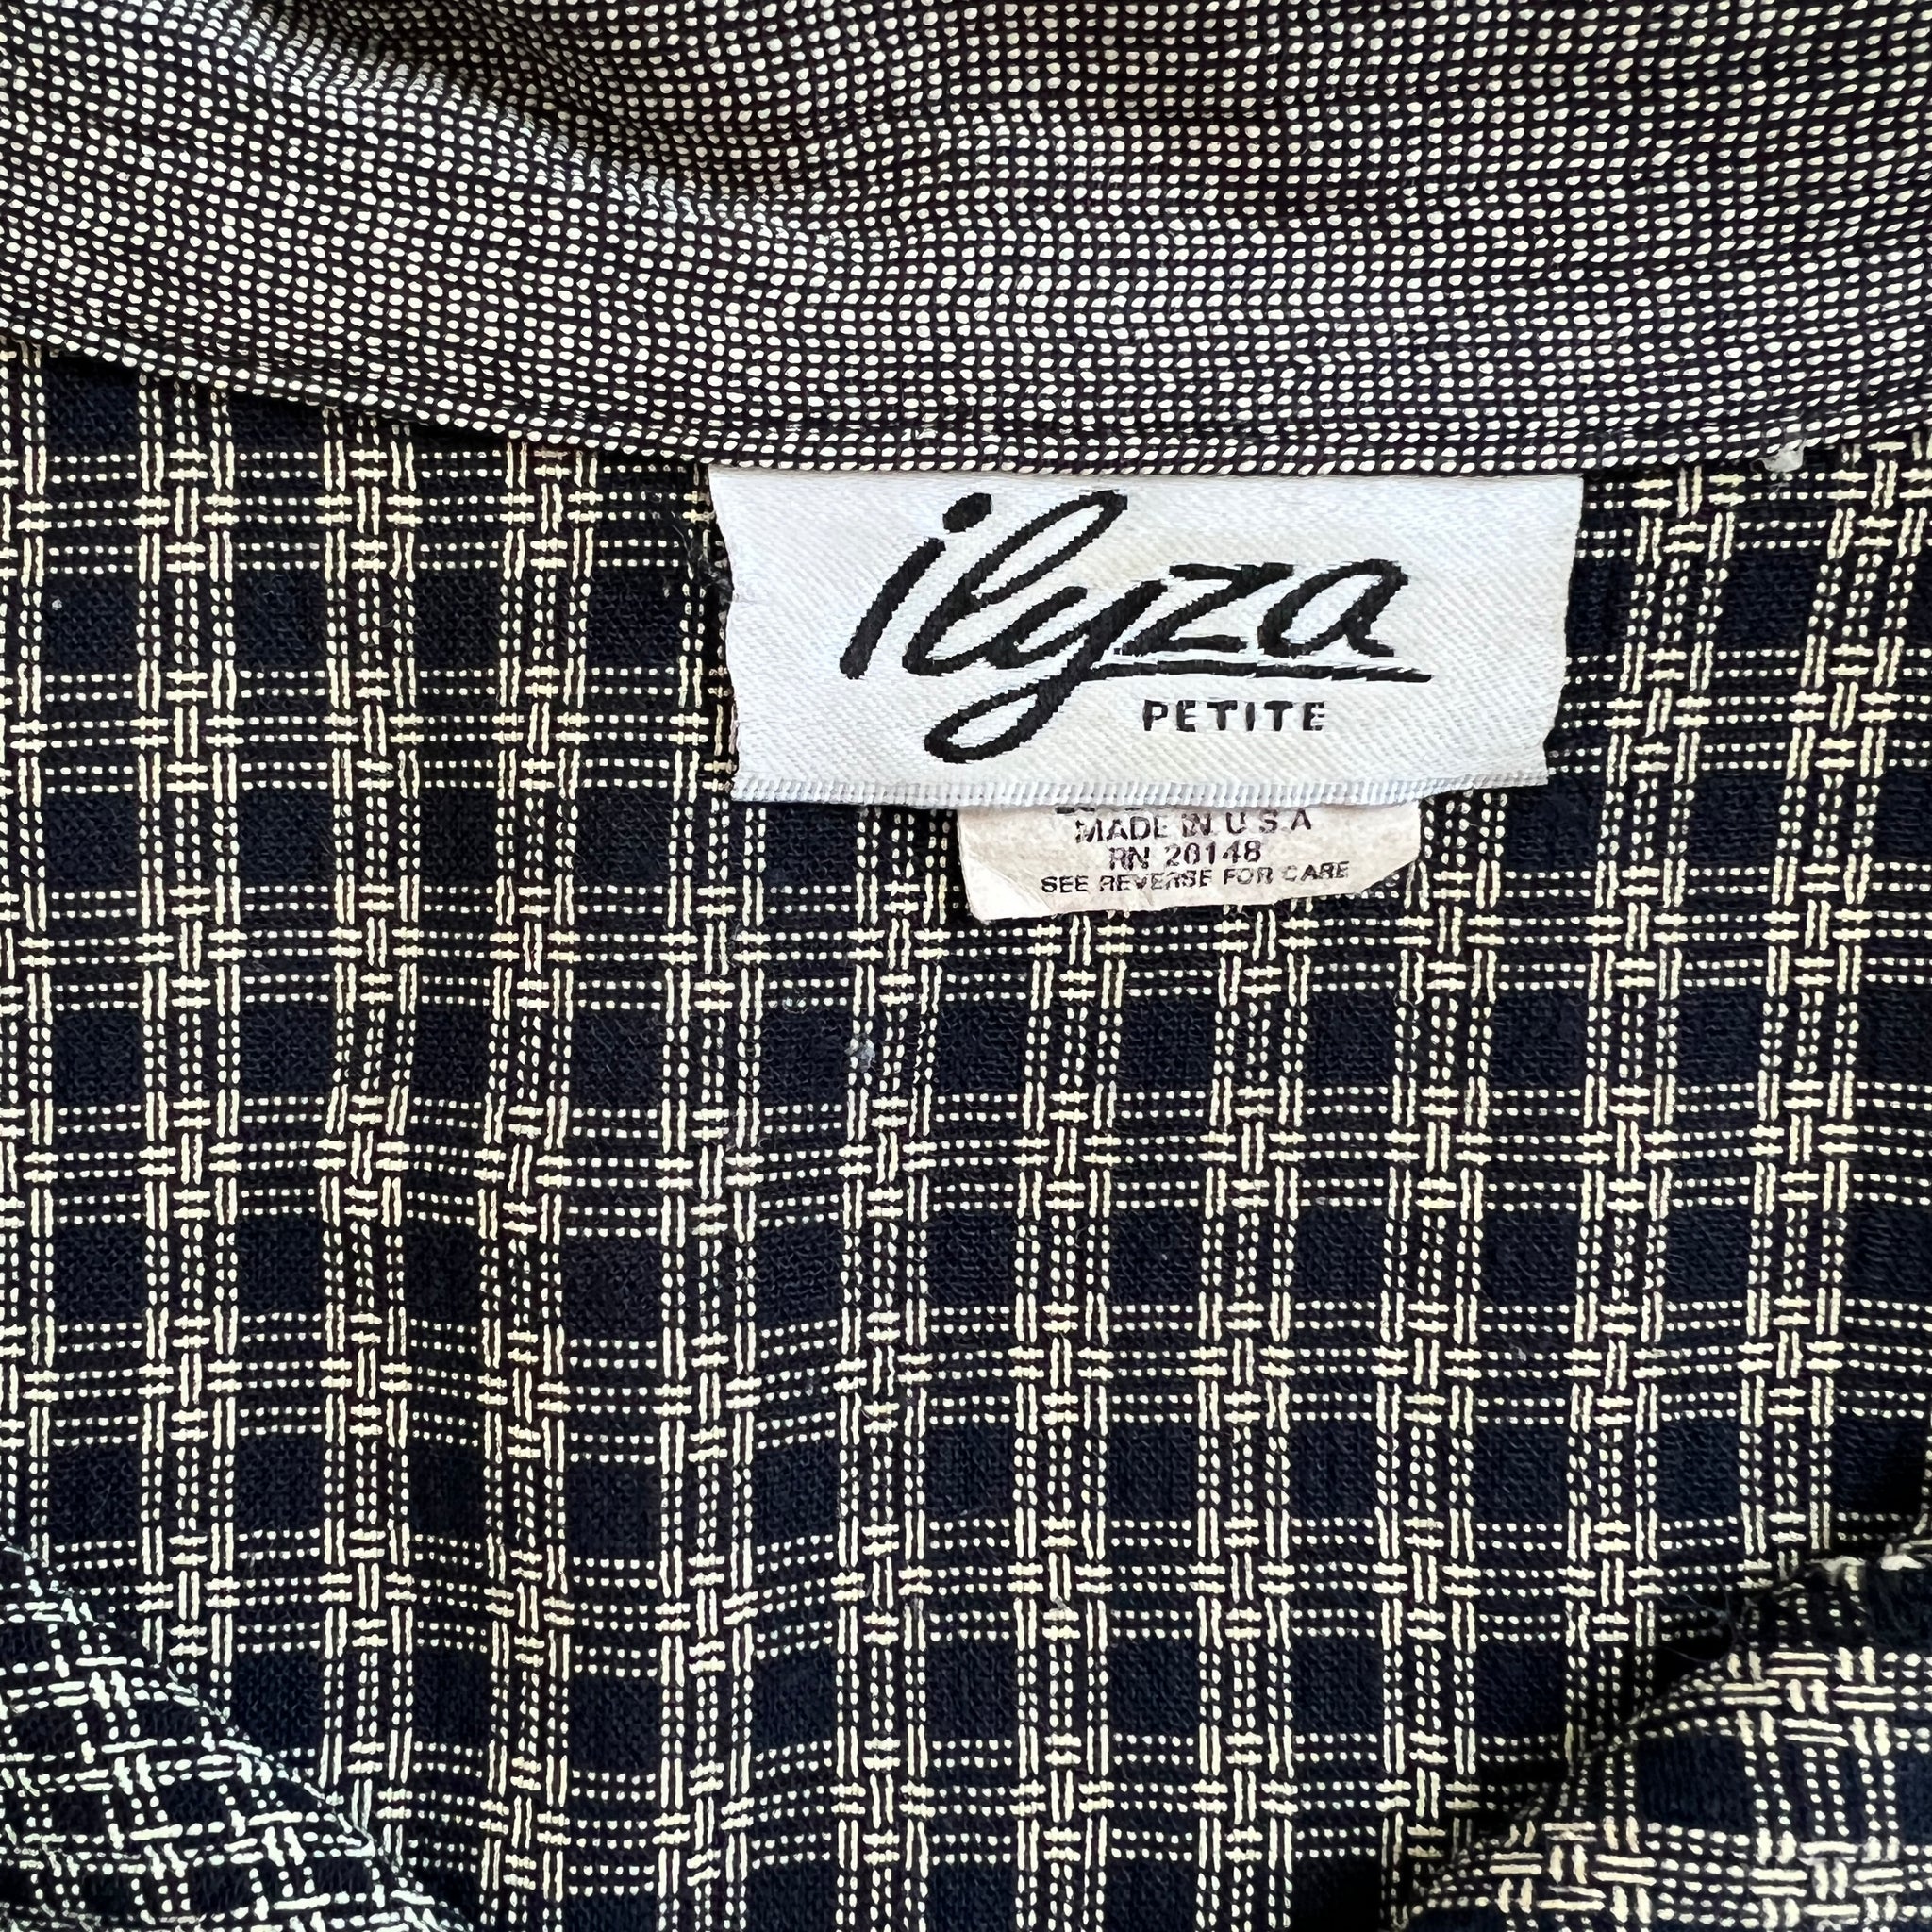 ilyza
PETITE
MADE IN U.S.A
RN 20148
SEE REVERSE FOR CARE